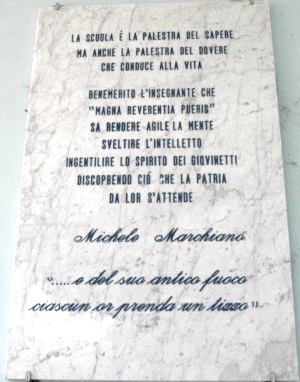 LA SCUOLA È LA PALESTRA DEL SAPERE
MA ANCHE LA PALESTRA DEL DOVERE
CHE CONDUCE ALLA VITA
BENEMERITO L'INSEGNANTE CHE
"MAGNA REVERENTIA PUERIS"
SA RENDERE AGILE LA MENTE
SVELTIRE L'INTELLETTO
INGENTILIRE LO SPIRITO DEI GIOVINETTI
DISCOPRENDO CIÓ CHE LA PATRIA
DA LOR S'ATTENDE
Michele Marchianó
".....e del suo antico fuoco
ciascun or prenda un tizzo"